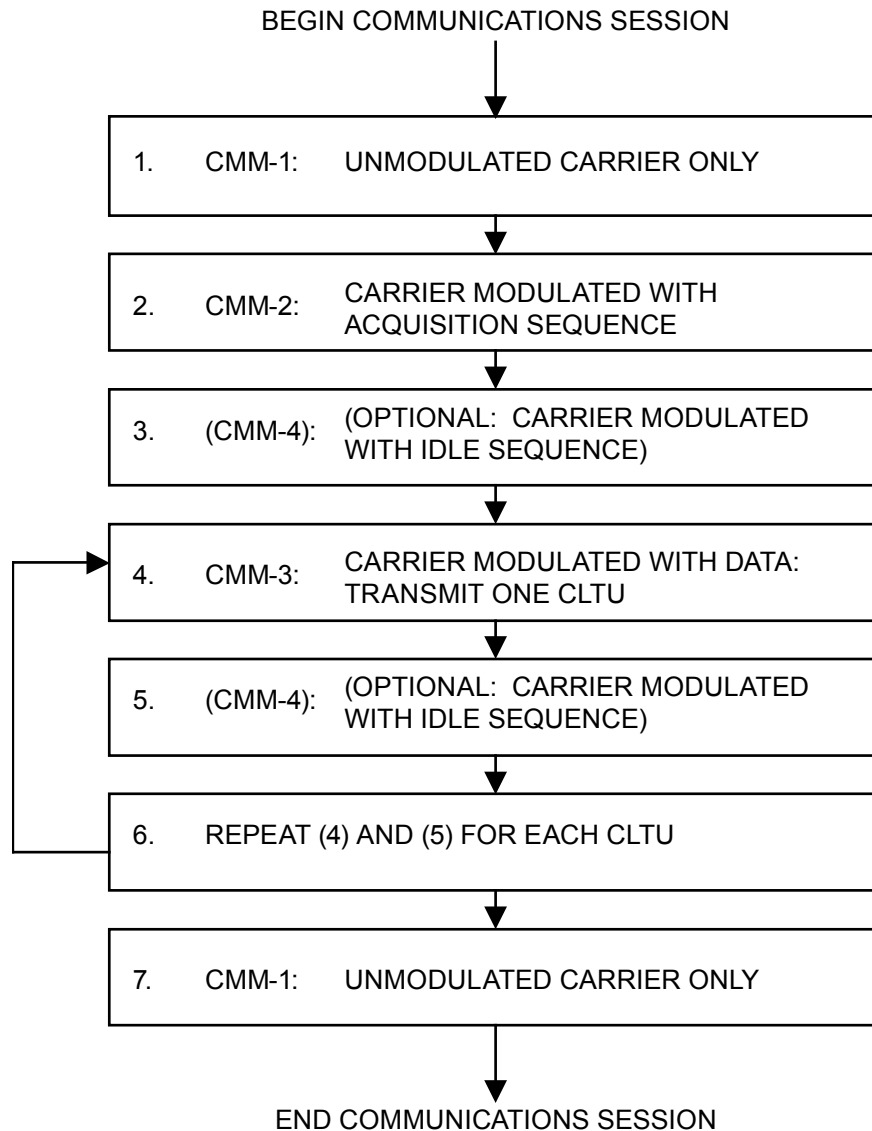 BEGIN COMMUNICATIONS SESSION
1. CMM-1: UNMODULATED CARRIER ONLY
2. CMM-2: CARRIER MODULATED WITH
ACQUISITION SEQUENCE
3. (CMM-4): (OPTIONAL: CARRIER MODULATED
WITH IDLE SEQUENCE)
4. CMM-3: CARRIER MODULATED WITH DATA:
TRANSMIT ONE CLTU
5. (CMM-4): (OPTIONAL: CARRIER MODULATED
WITH IDLE SEQUENCE)
6. REPEAT (4) AND (5) FOR EACH CLTU
7. CMM-1: UNMODULATED CARRIER ONLY
END COMMUNICATIONS SESSION